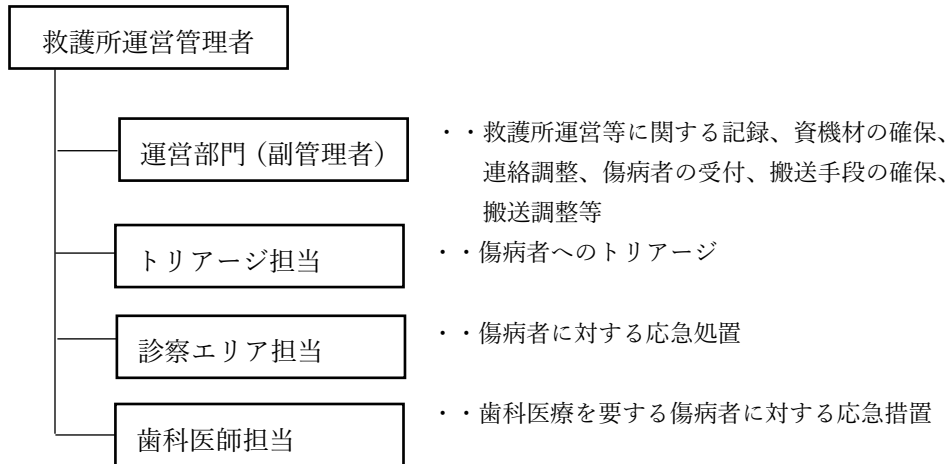 救護所運営管理者
運営部門（副管理者）
・・救護所運営等に関する記録、資機材の確保、
連絡調整、傷病者の受付、搬送手段の確保、
搬送調整等
トリアージ担当
・・傷病者へのトリアージ
診察エリア担当
・・傷病者に対する応急処置
歯科医師担当
・・歯科医療を要する傷病者に対する応急措置